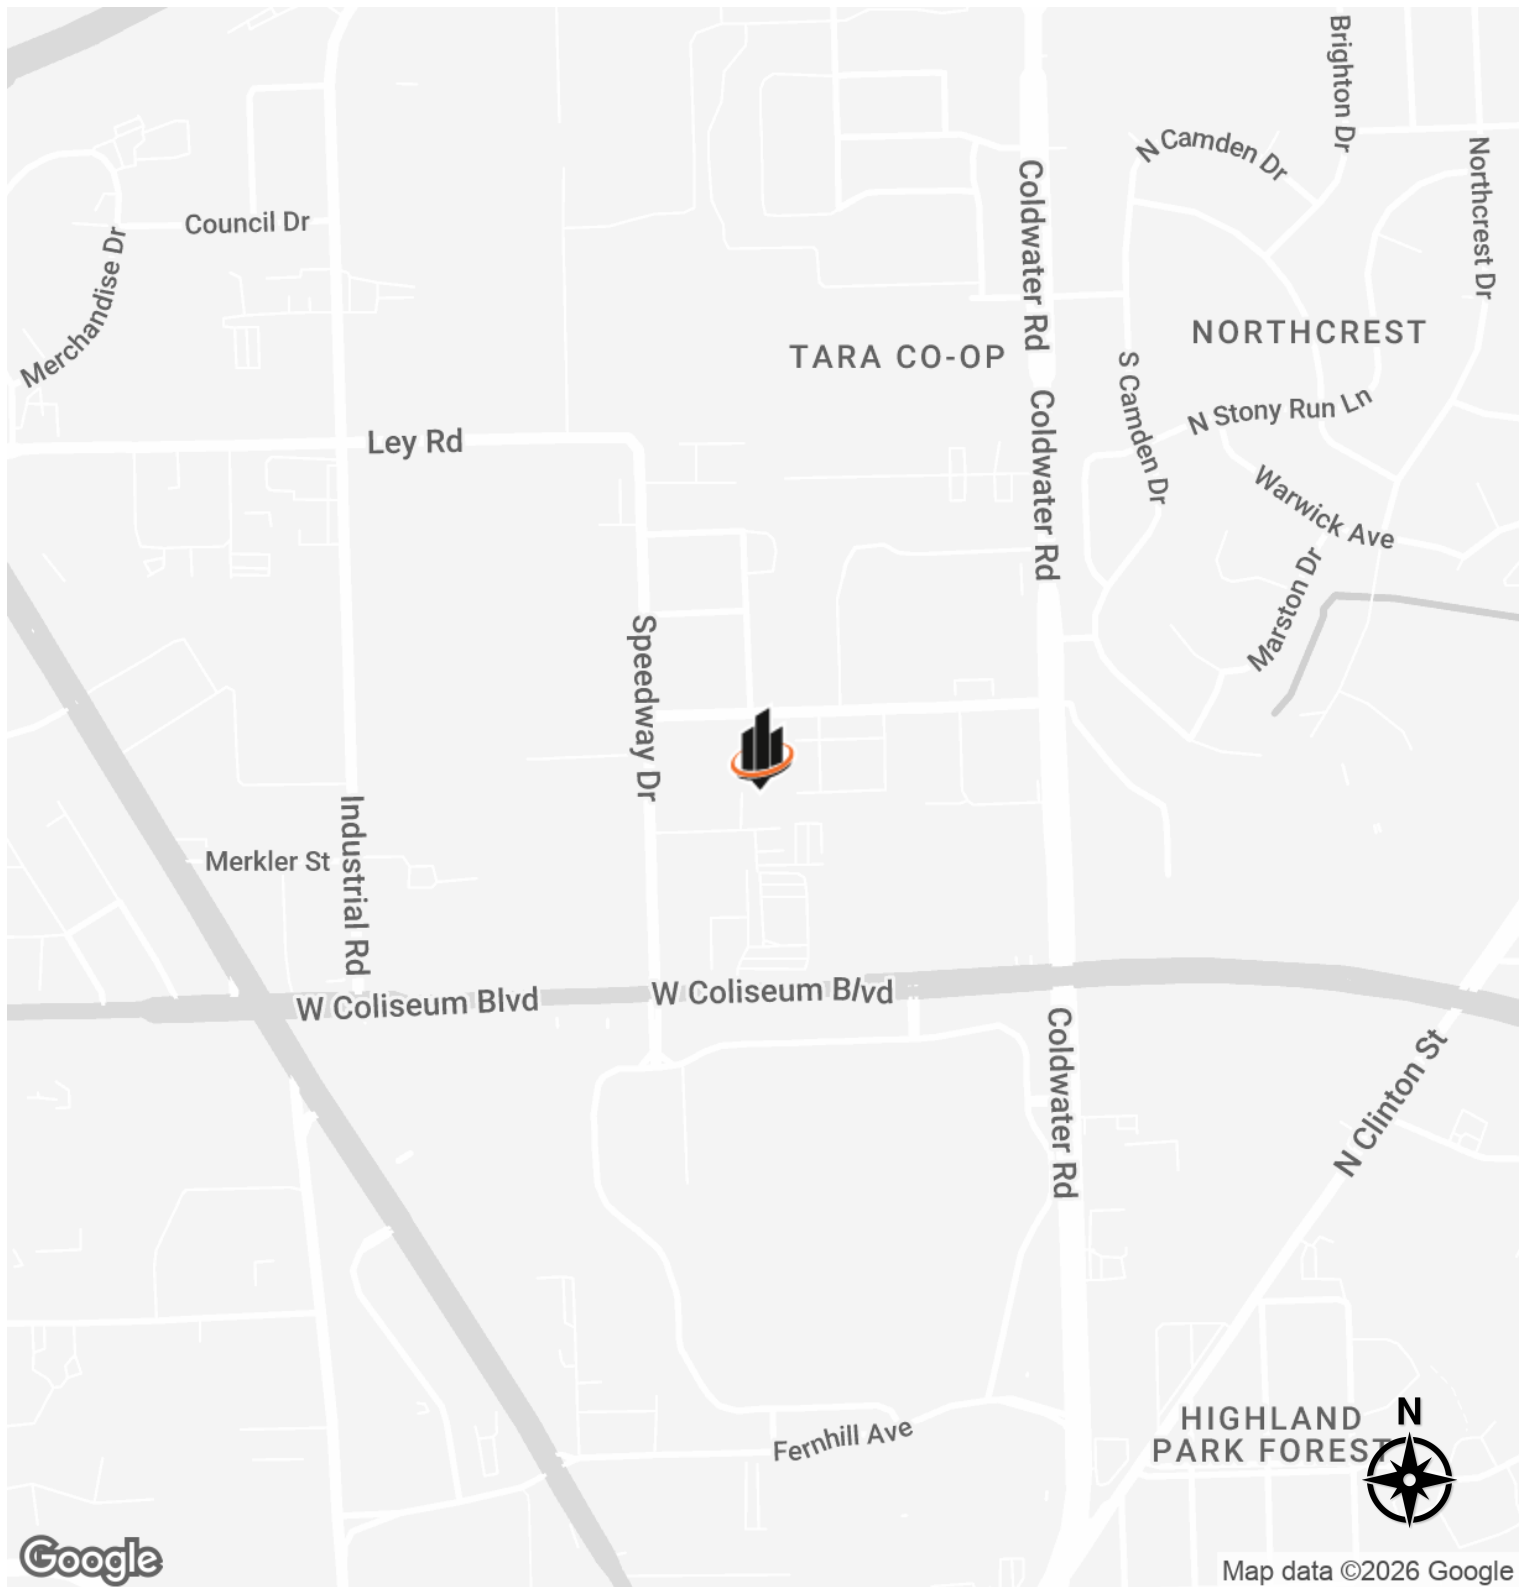 Brighton Dr
N Camden Dr
Northcrest Dr
Coldwater Rd
Council Dr
Merchandise Dr
NORTHCREST
TARA CO-OP
S Camden Dr
N Stony Run Ln
Coldwater Rd
Ley Rd
Warwick Ave
Marston Dr
Speedway Dr
Industrial Rd
Merkler St
W Coliseum Blvd
W Coliseum Blvd
Coldwater Rd
N Clinton St
HIGHLAND
PARK FOREST
N
Fernhill Ave
Google
Map data ©2026 Google